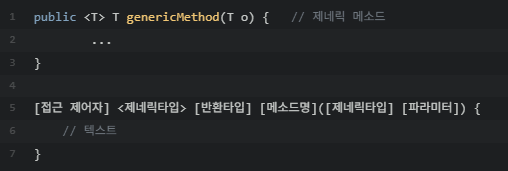 1 public <T> T genericMethod(T o) { // 제네릭 메소드
2 ...
3 }
4
5 [접근 제어자] <제네릭타입> [반환타입] [메소드명]([제네릭타입] [파라미터]) {
6 // 텍스트
7 }